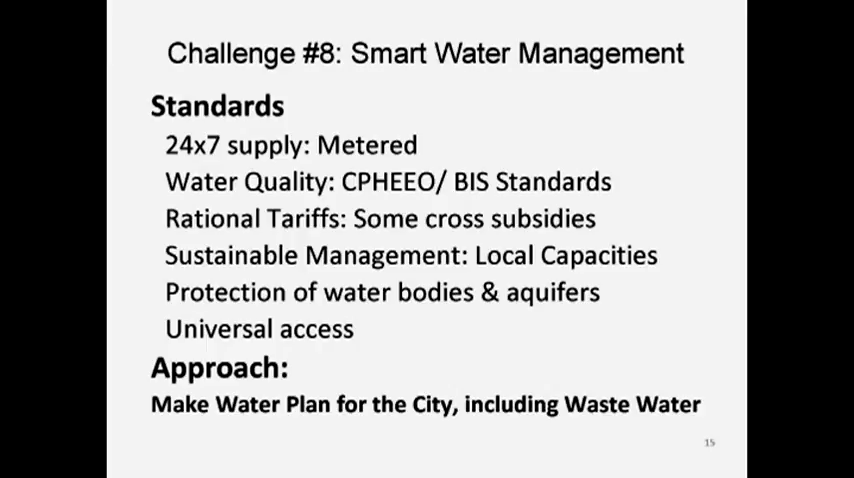 Challenge #8: Smart Water Management
Standards
24x7 supply: Metered
Water Quality: CPHEEO/ BIS Standards
Rational Tariffs: Some cross subsidies
Sustainable Management: Local Capacities
Protection of water bodies & aquifers
Universal access
Approach:
Make Water Plan for the City, including Waste Water
15